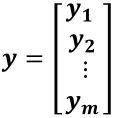 y = [y₁
y₂
⋮
yₘ]